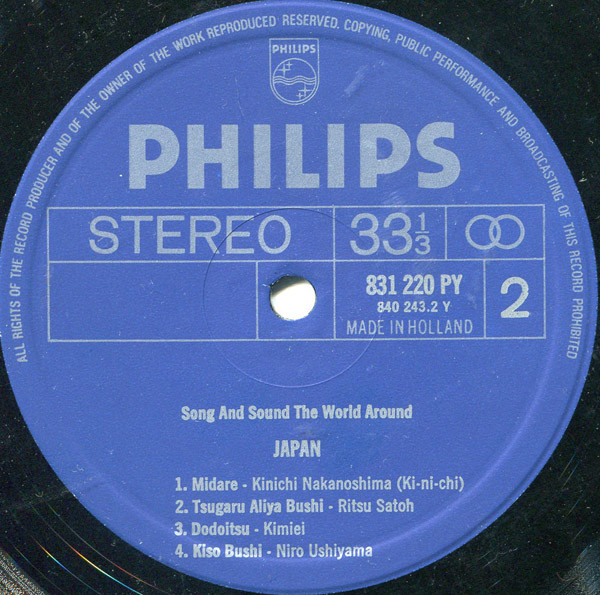 ALL RIGHTS OF THE RECORD PRODUCER AND OF THE OWNER OF THE WORK REPRODUCED RESERVED. COPYING, PUBLIC PERFORMANCE AND BROADCASTING OF THIS RECORD PROHIBITED
PHILIPS
PHILIPS
STEREO 33 1/3
831 220 PY
840 243.2 Y
MADE IN HOLLAND
2
Song And Sound The World Around
JAPAN
1. Midare - Kinichi Nakanoshima (Ki-ni-chi)
2. Tsugaru Aliya Bushi - Ritsu Satoh
3. Dodoitsu - Kimiei
4. Kiso Bushi - Niro Ushiyama